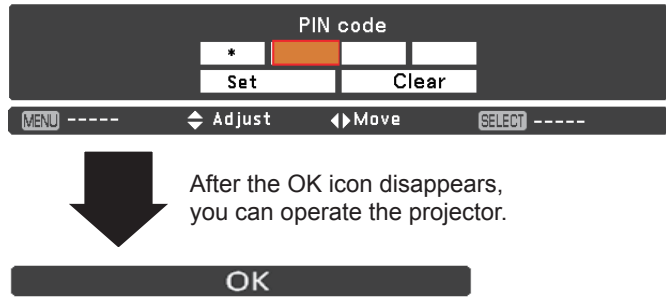 PIN code
*
Set Clear
MENU ----- Adjust Move SELECT -----
After the OK icon disappears,
you can operate the projector.
OK